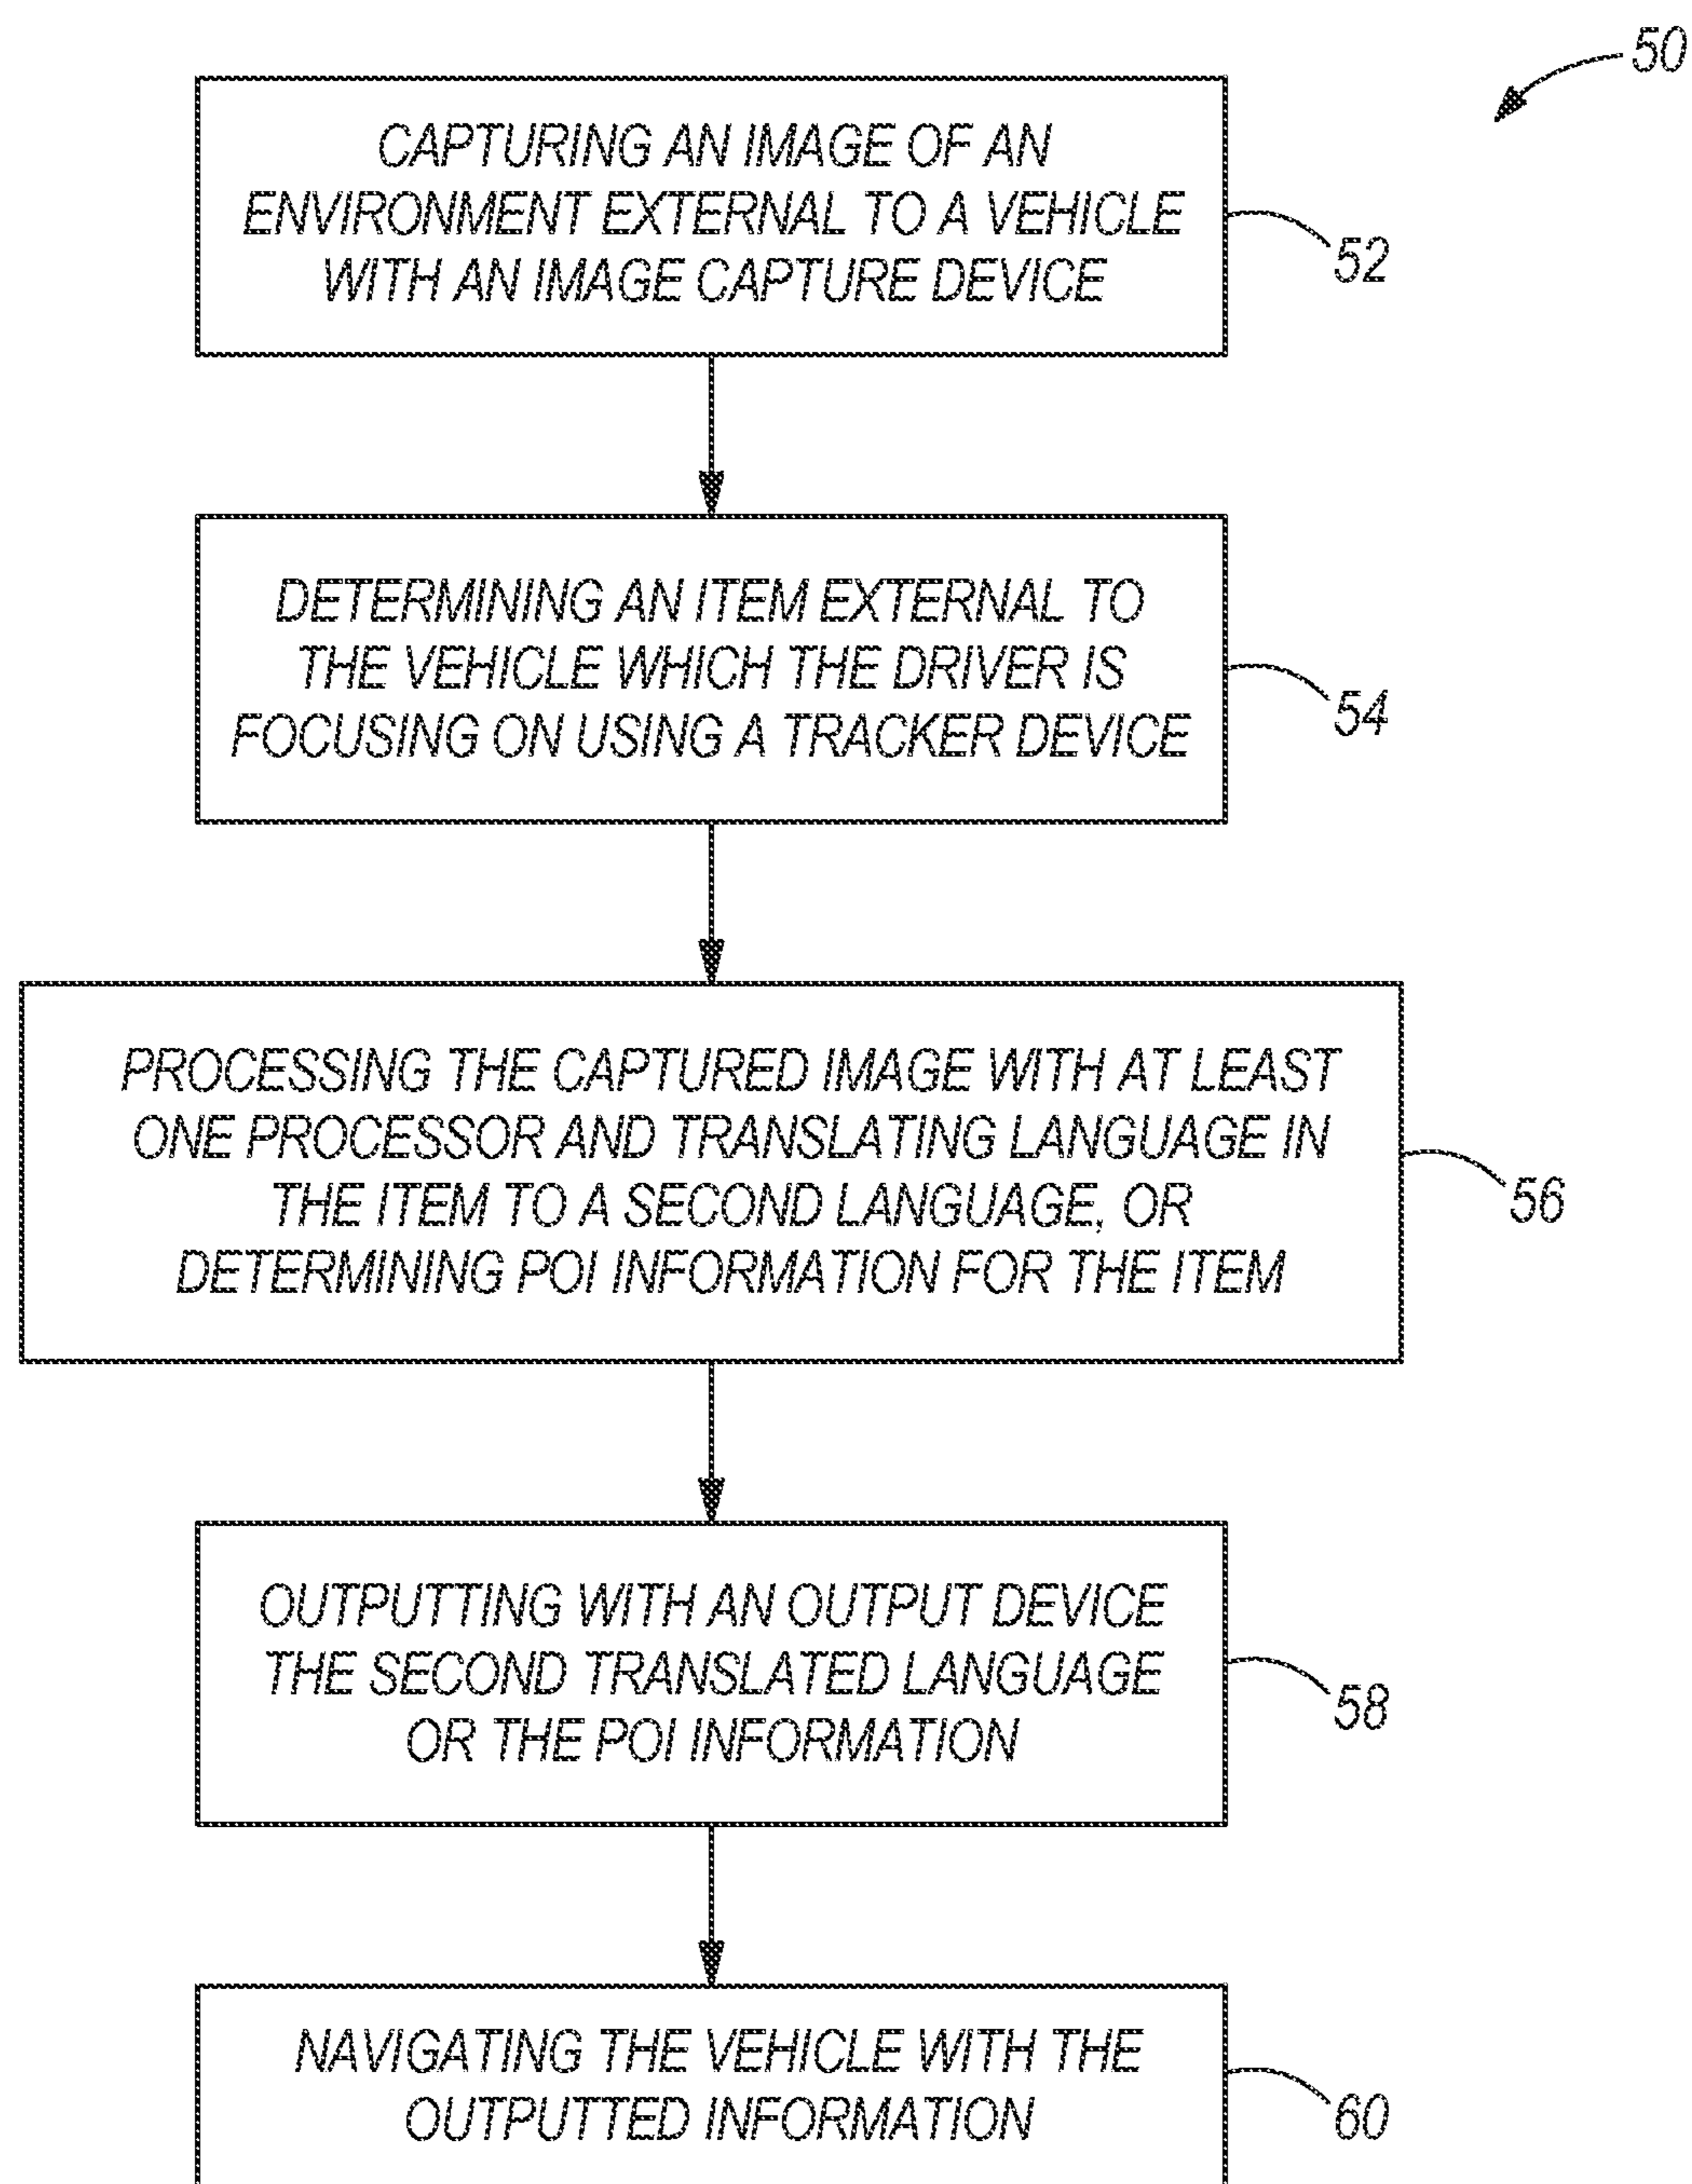 50
CAPTURING AN IMAGE OF AN
ENVIRONMENT EXTERNAL TO A VEHICLE
WITH AN IMAGE CAPTURE DEVICE
52
DETERMINING AN ITEM EXTERNAL TO
THE VEHICLE WHICH THE DRIVER IS
FOCUSING ON USING A TRACKER DEVICE
54
PROCESSING THE CAPTURED IMAGE WITH AT LEAST
ONE PROCESSOR AND TRANSLATING LANGUAGE IN
THE ITEM TO A SECOND LANGUAGE, OR
DETERMINING POI INFORMATION FOR THE ITEM
56
OUTPUTTING WITH AN OUTPUT DEVICE
THE SECOND TRANSLATED LANGUAGE
OR THE POI INFORMATION
58
NAVIGATING THE VEHICLE WITH THE
OUTPUTTED INFORMATION
60